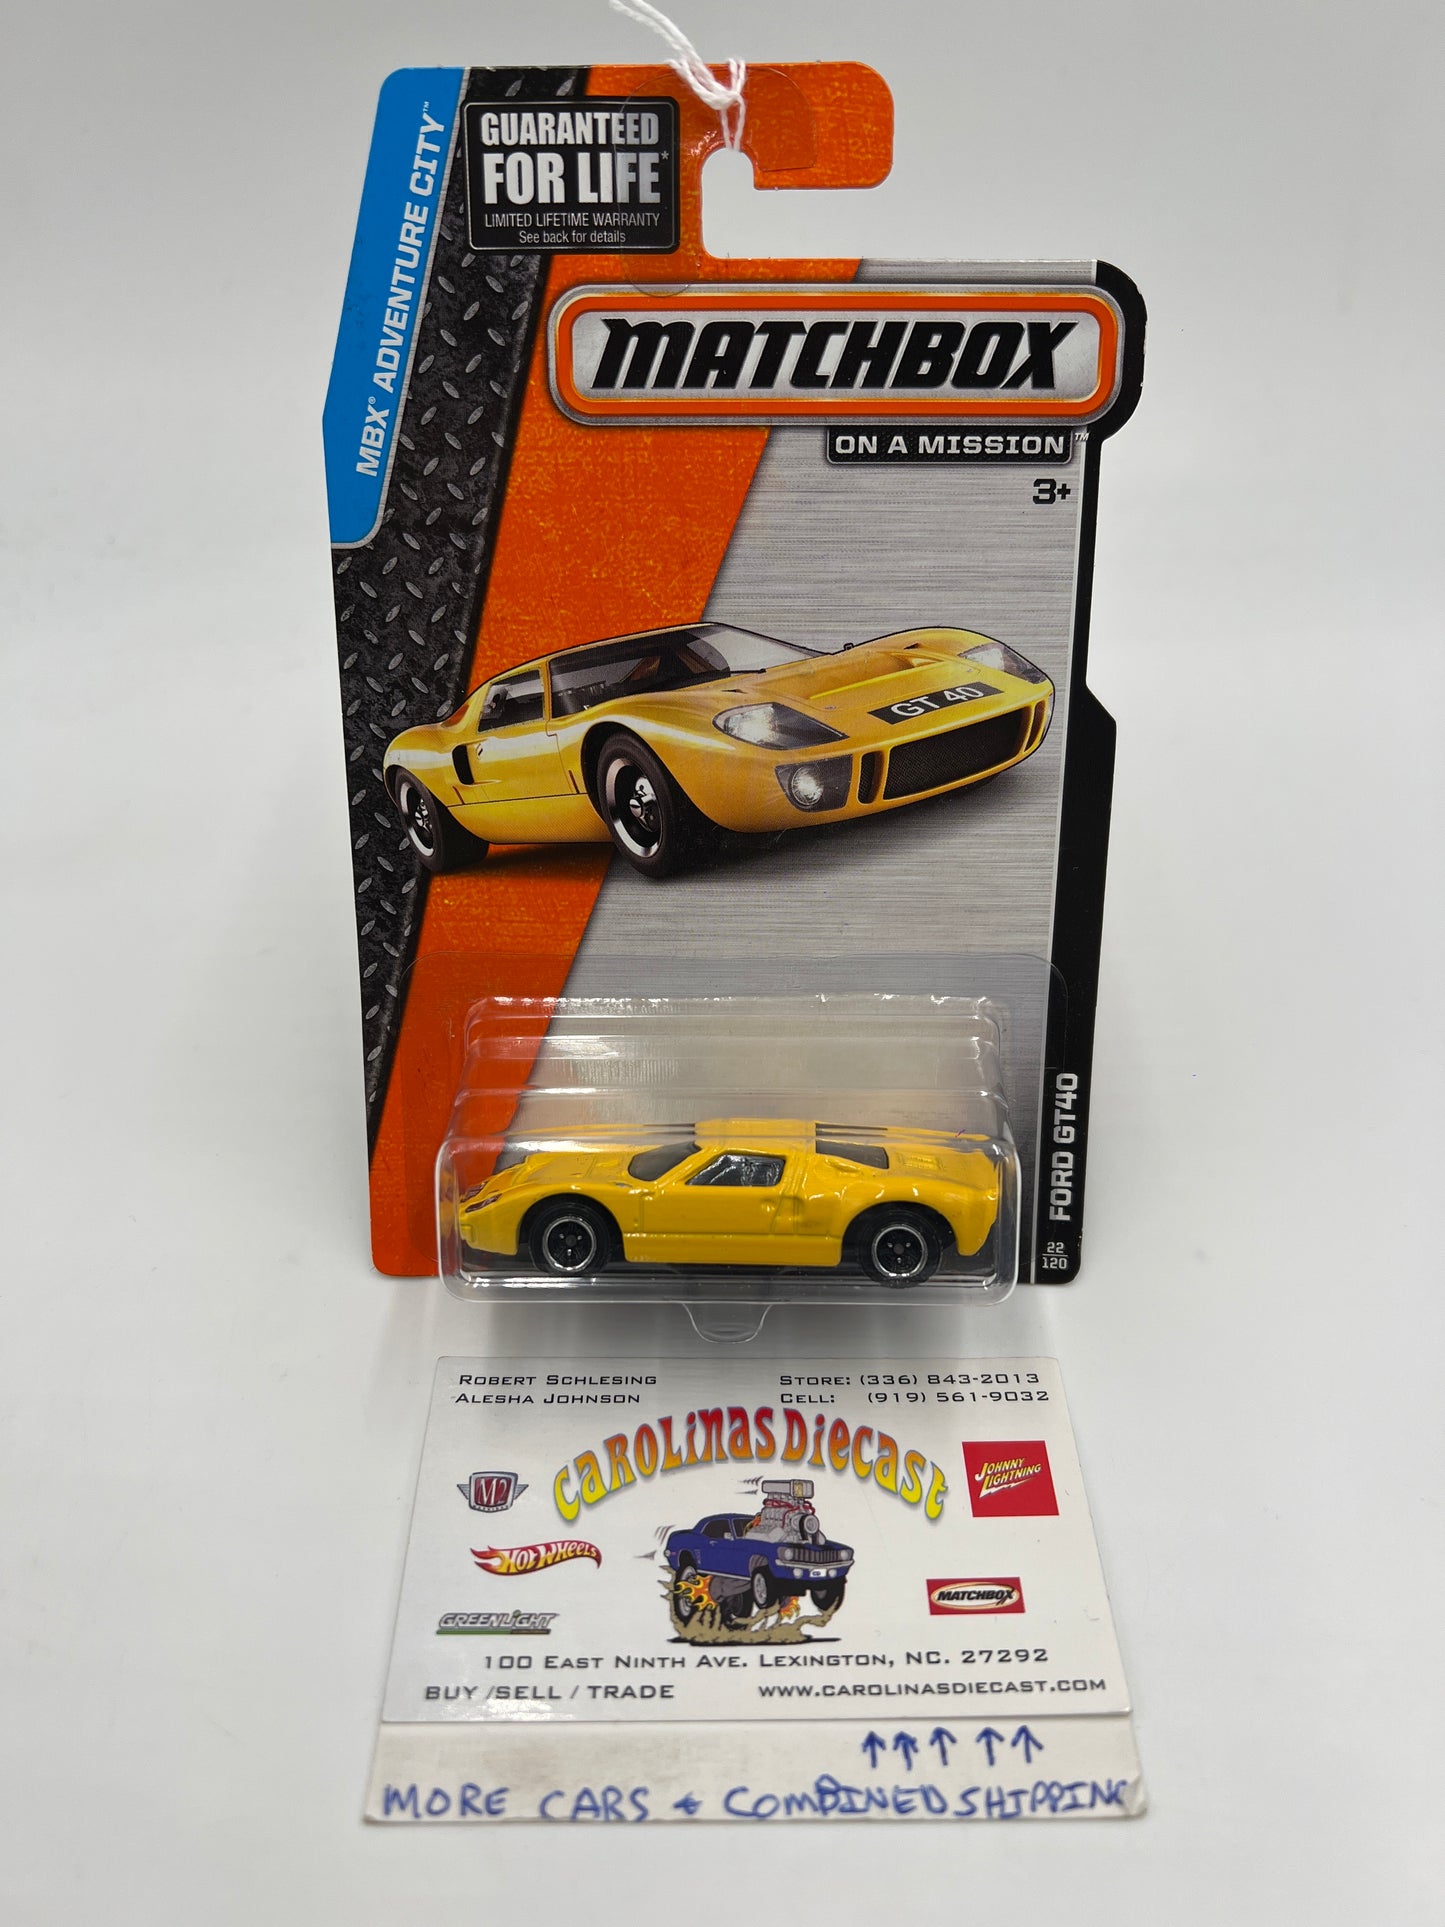 MBX® ADVENTURE CITY™
GUARANTEED
FOR LIFE*
LIMITED LIFETIME WARRANTY
See back for details
MATCHBOX
ON A MISSION™
3+
GT 40
FORD GT40
22
120
ROBERT SCHLESING
ALESHA JOHNSON
STORE: (336) 843-2013
CELL: (919) 561-9032
CAROLINAS DIECAST
M2
JOHNNY
LIGHTNING
HOT WHEELS
MATCHBOX
GREENLIGHT
100 EAST NINTH AVE. LEXINGTON, NC. 27292
BUY /SELL / TRADE
WWW.CAROLINASDIECAST.COM
↑↑↑ ↑↑
MORE CARS & COMBINED SHIPPING